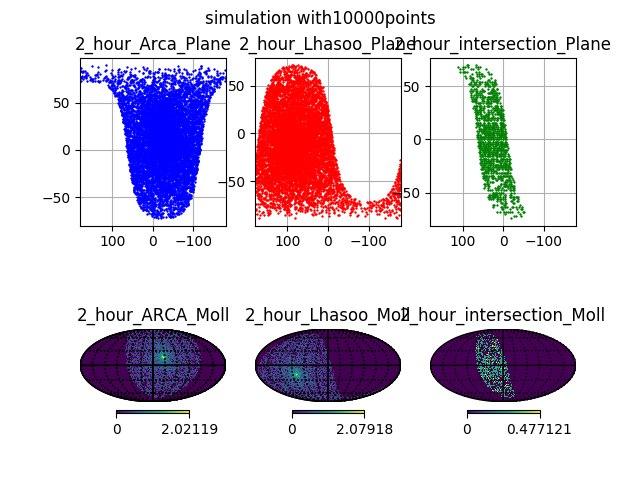 simulation with10000points
2_hour_Arca_Plane 2_hour_Lhasoo_Plane 2_hour_intersection_Plane
50 50 50
0 0 0
−50 −50 −50
100 0 −100 100 0 −100 100 0 −100
2_hour_ARCA_Moll 2_hour_Lhasoo_Moll 2_hour_intersection_Moll
0 2.02119 0 2.07918 0 0.477121